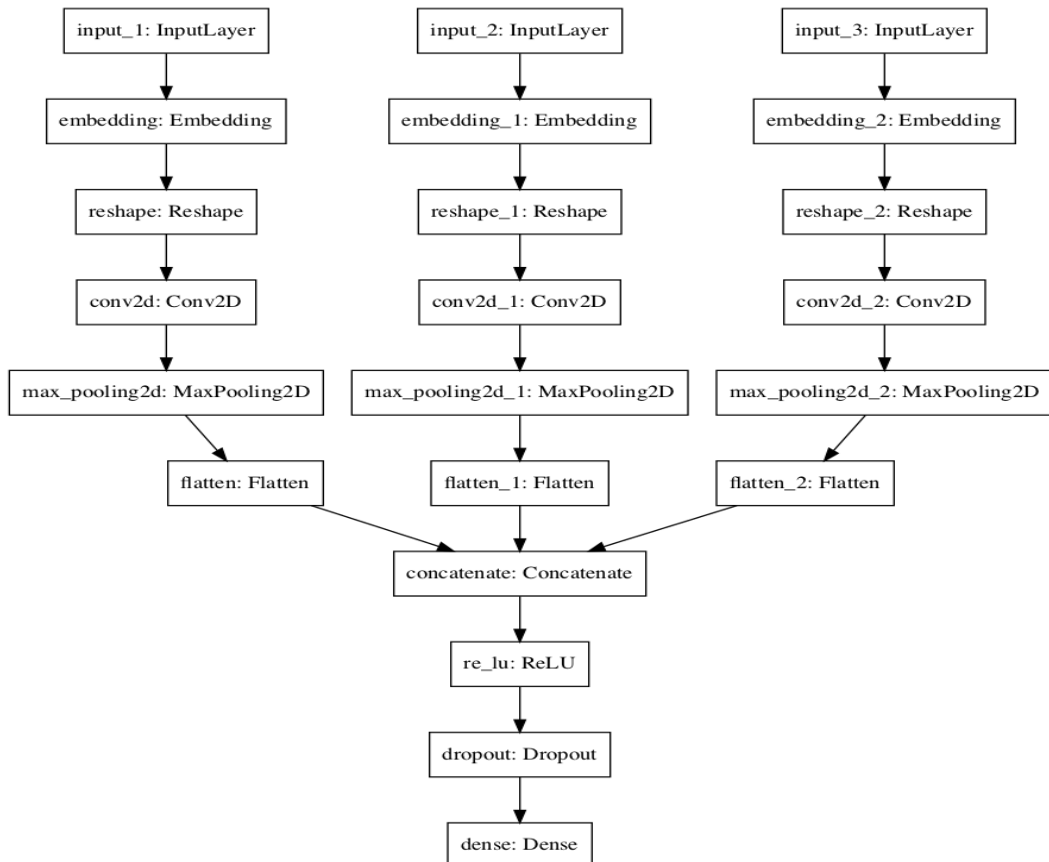 input_1: InputLayer
input_2: InputLayer
input_3: InputLayer
embedding: Embedding
embedding_1: Embedding
embedding_2: Embedding
reshape: Reshape
reshape_1: Reshape
reshape_2: Reshape
conv2d: Conv2D
conv2d_1: Conv2D
conv2d_2: Conv2D
max_pooling2d: MaxPooling2D
max_pooling2d_1: MaxPooling2D
max_pooling2d_2: MaxPooling2D
flatten: Flatten
flatten_1: Flatten
flatten_2: Flatten
concatenate: Concatenate
re_lu: ReLU
dropout: Dropout
dense: Dense